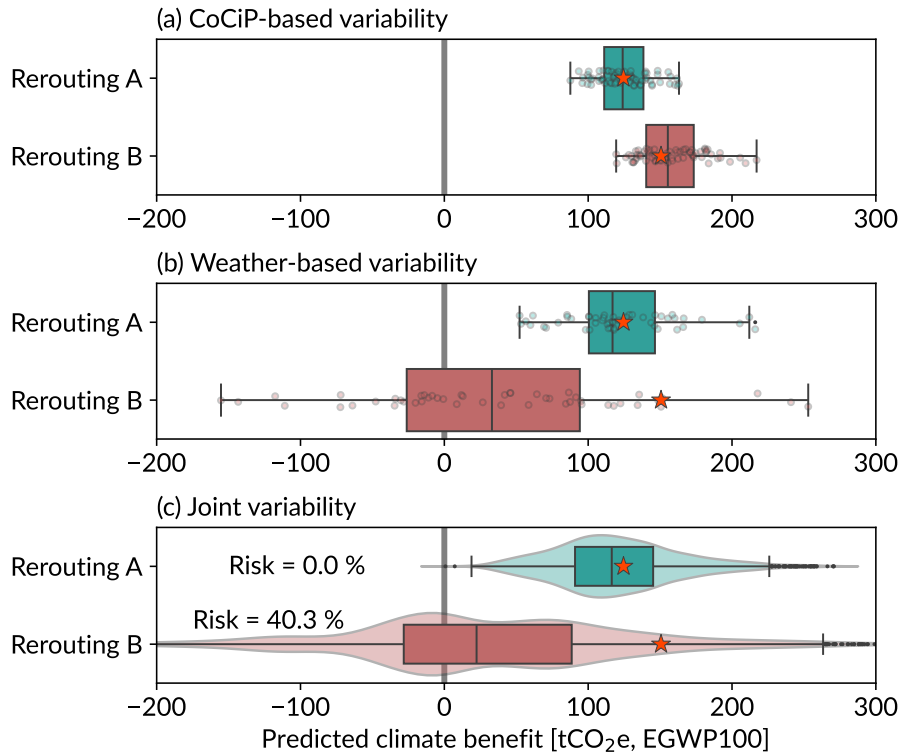 (a) CoCiP-based variability
Rerouting A
Rerouting B
−200 −100 0 100 200 300
(b) Weather-based variability
Rerouting A
Rerouting B
−200 −100 0 100 200 300
(c) Joint variability
Rerouting A
Risk = 0.0 %
Risk = 40.3 %
Rerouting B
−200 −100 0 100 200 300
Predicted climate benefit [tCO₂e, EGWP100]